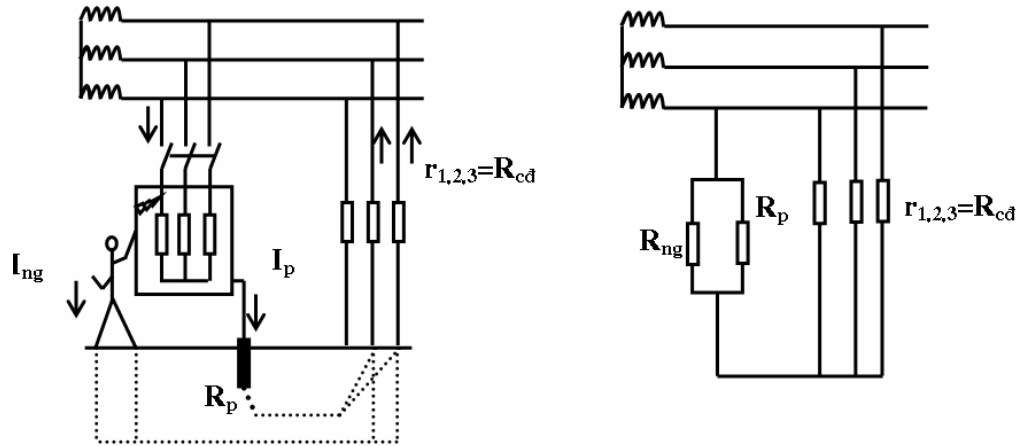 r1,2,3=Rcđ
Ing
Ip
Rp
Rp
Rng
r1,2,3=Rcđ